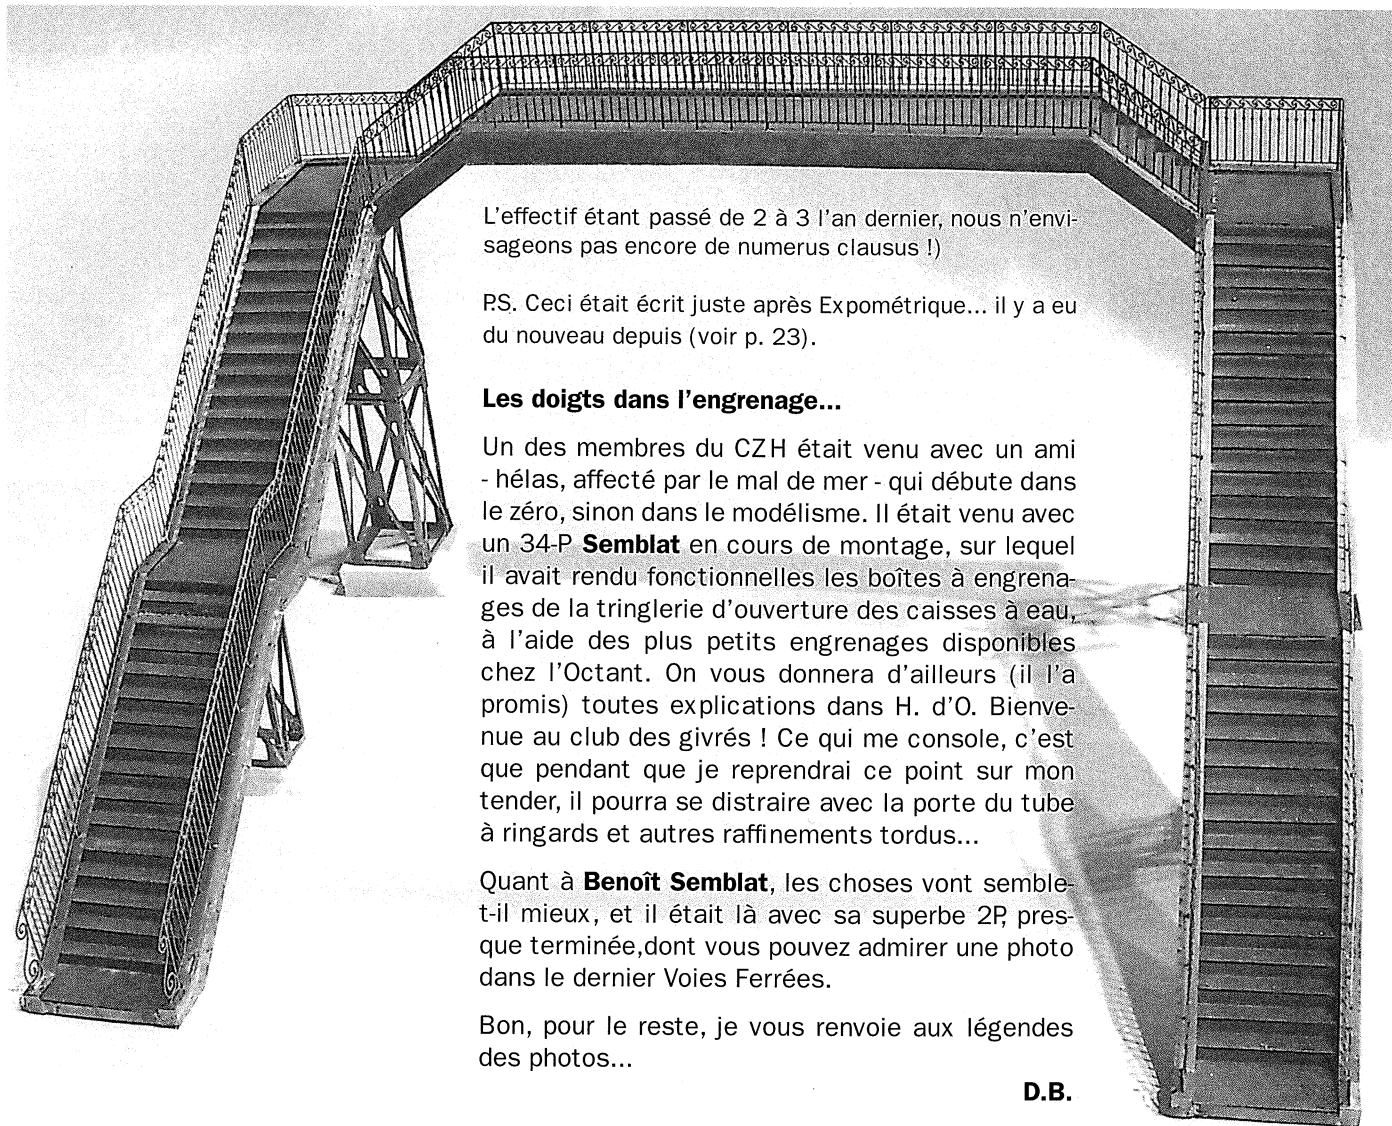 L'effectif étant passé de 2 à 3 l'an dernier, nous n'envi-
sageons pas encore de numerus clausus !)
P.S. Ceci était écrit juste après Expométrique... il y a eu
du nouveau depuis (voir p. 23).
Les doigts dans l'engrenage...
Un des membres du CZH était venu avec un ami
- hélas, affecté par le mal de mer - qui débute dans
le zéro, sinon dans le modélisme. Il était venu avec
un 34-P Semblat en cours de montage, sur lequel
il avait rendu fonctionnelles les boîtes à engrena-
ges de la tringlerie d'ouverture des caisses à eau,
à l'aide des plus petits engrenages disponibles
chez l'Octant. On vous donnera d'ailleurs (il l'a
promis) toutes explications dans H. d'O. Bienve-
nue au club des givrés ! Ce qui me console, c'est
que pendant que je reprendrai ce point sur mon
tender, il pourra se distraire avec la porte du tube
à ringards et autres raffinements tordus...
Quant à Benoît Semblat, les choses vont semble-
t-il mieux, et il était là avec sa superbe 2P, pres-
que terminée,dont vous pouvez admirer une photo
dans le dernier Voies Ferrées.
Bon, pour le reste, je vous renvoie aux légendes
des photos...
D.B.